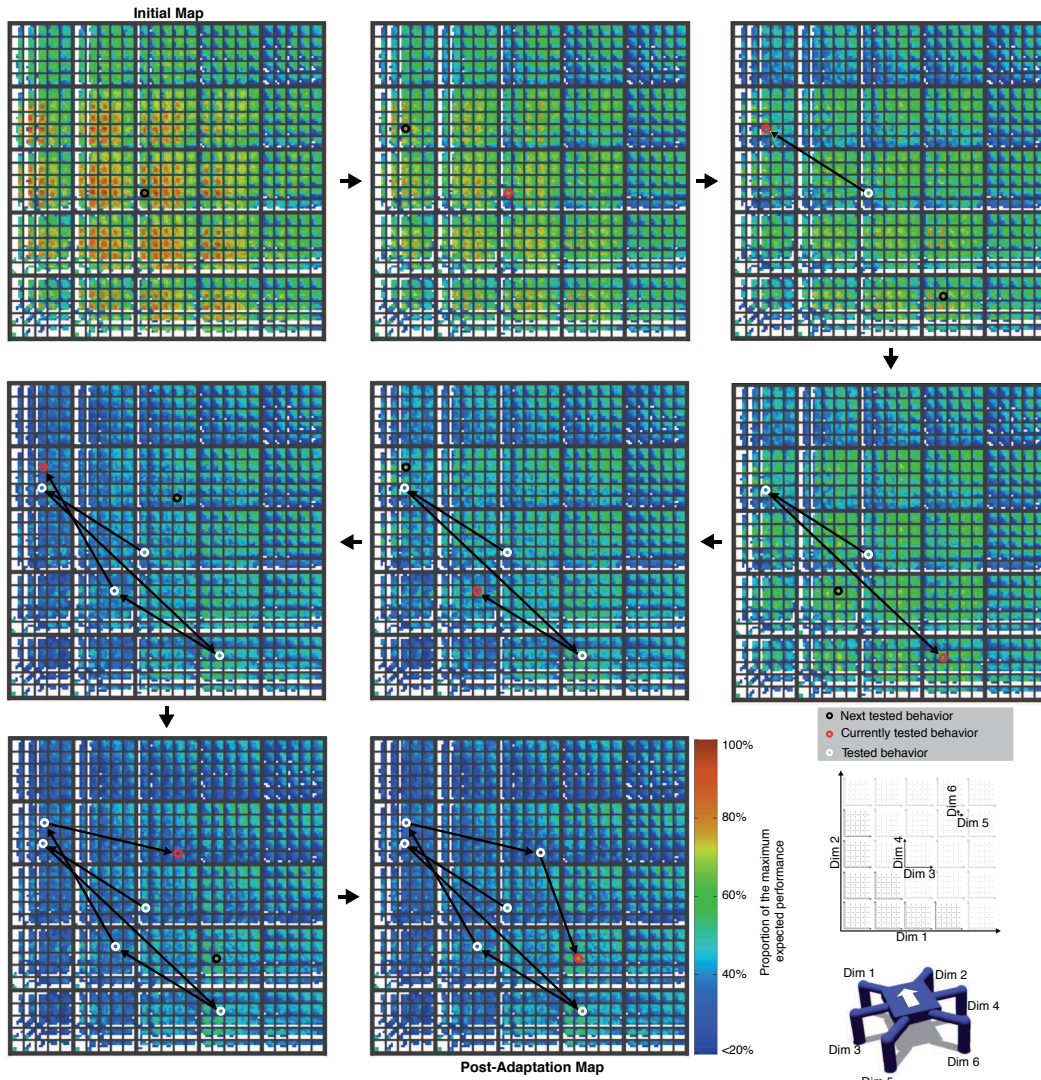 Initial Map
Next tested behavior
Currently tested behavior
Tested behavior
100%
80%
60%
40%
<20%
Proportion of the maximum
expected performance
Dim 6
Dim 5
Dim 2
Dim 4
Dim 3
Dim 1
Dim 1
Dim 2
Dim 4
Dim 3
Dim 6
Dim 5
Post-Adaptation Map